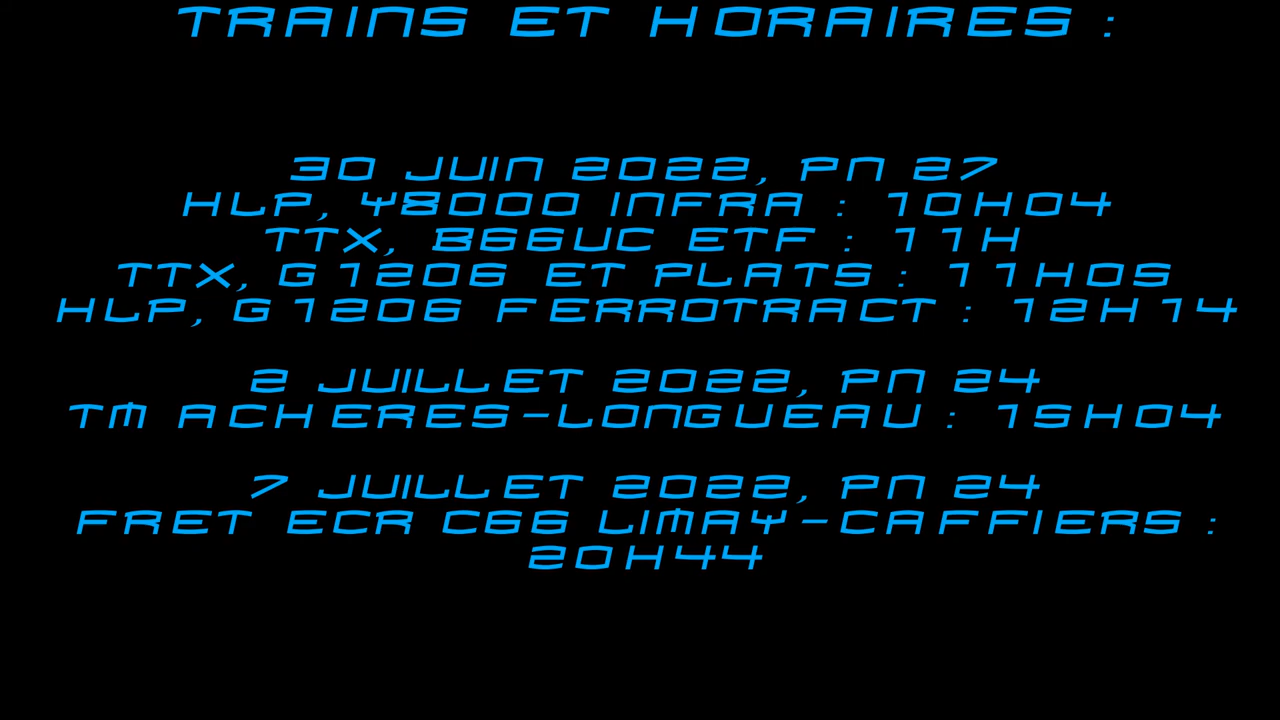 TRAINS ET HORAIRES :
30 JUIN 2022, PN 27
HLP, Y8000 INFRA : 10H04
TTX, B66UC ETF : 11H
TTX, G1206 ET PLATS : 11H05
HLP, G1206 FERROTRACT : 12H14
2 JUILLET 2022, PN 24
TM ACHERES-LONGUEAU : 15H04
7 JUILLET 2022, PN 24
FRET ECR C66 LIMAY-CAFFIERS :
20H44